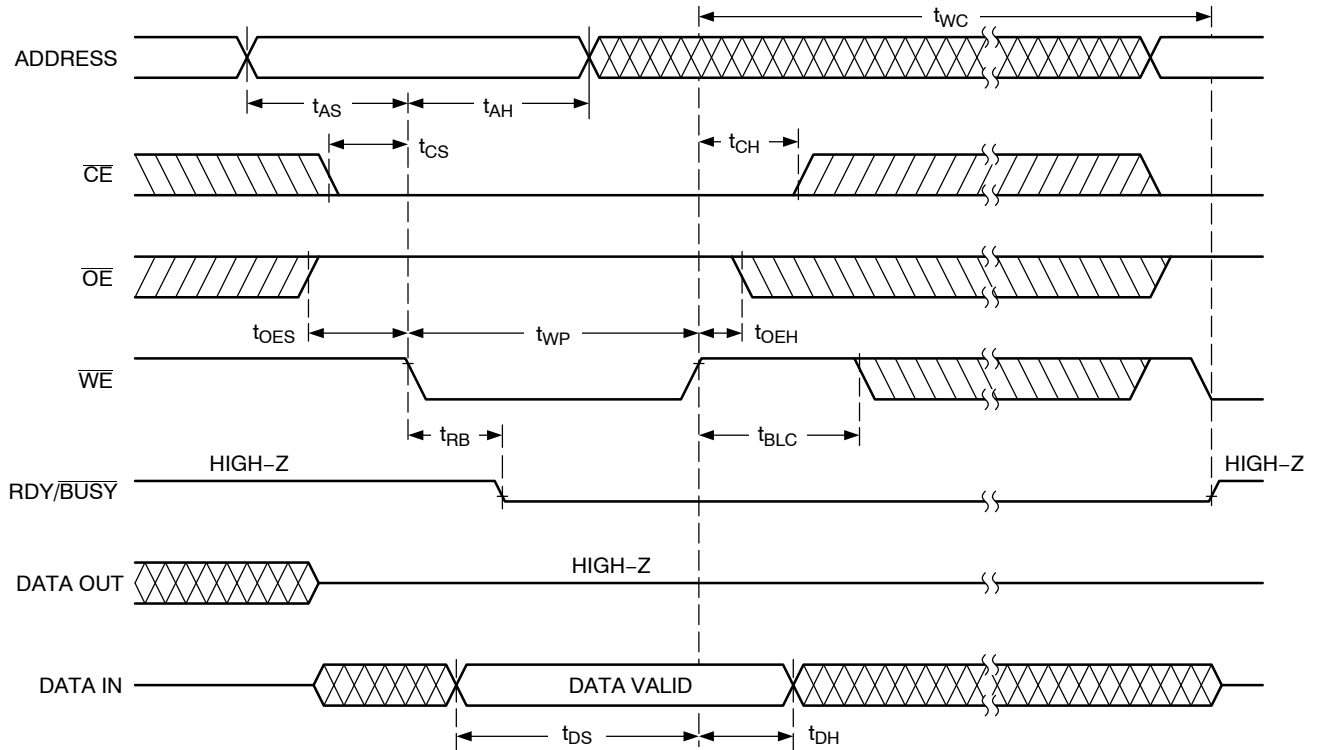 tWC
ADDRESS
tAS
tAH
tCS
tCH
CE
OE
tOES
tWP
tOEH
WE
tRB
tBLC
HIGH–Z
HIGH–Z
RDY/BUSY
DATA OUT
HIGH–Z
DATA IN
DATA VALID
tDS
tDH